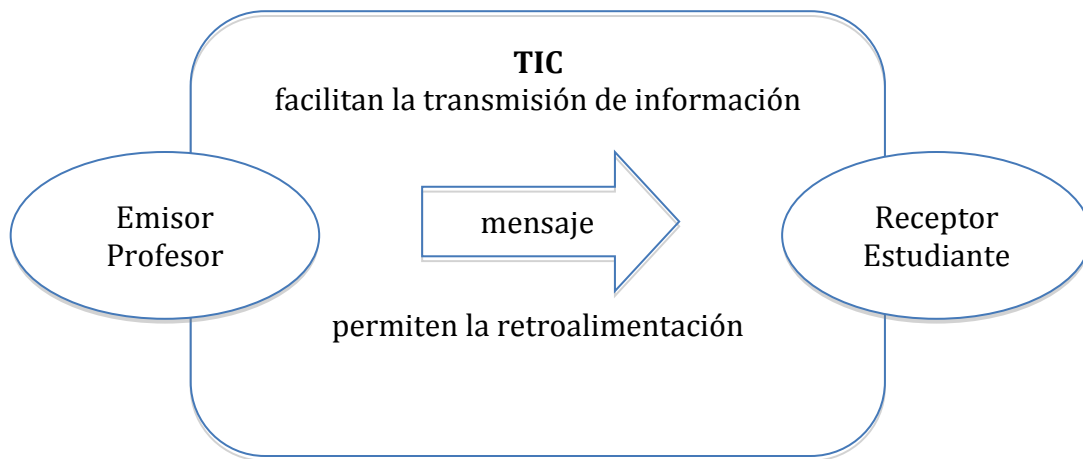 TIC
facilitan la transmisión de información
Emisor
Profesor
mensaje
Receptor
Estudiante
permiten la retroalimentación